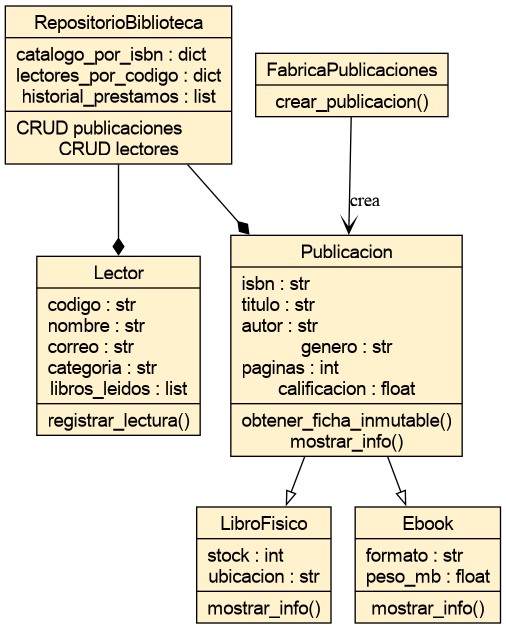 RepositorioBiblioteca
catalogo_por_isbn : dict
lectores_por_codigo : dict
historial_prestamos : list
CRUD publicaciones
CRUD lectores
FabricaPublicaciones
crear_publicacion()
crea
Lector
codigo : str
nombre : str
correo : str
categoria : str
libros_leidos : list
registrar_lectura()
Publicacion
isbn : str
titulo : str
autor : str
genero : str
paginas : int
calificacion : float
obtener_ficha_inmutable()
mostrar_info()
LibroFisico
stock : int
ubicacion : str
mostrar_info()
Ebook
formato : str
peso_mb : float
mostrar_info()